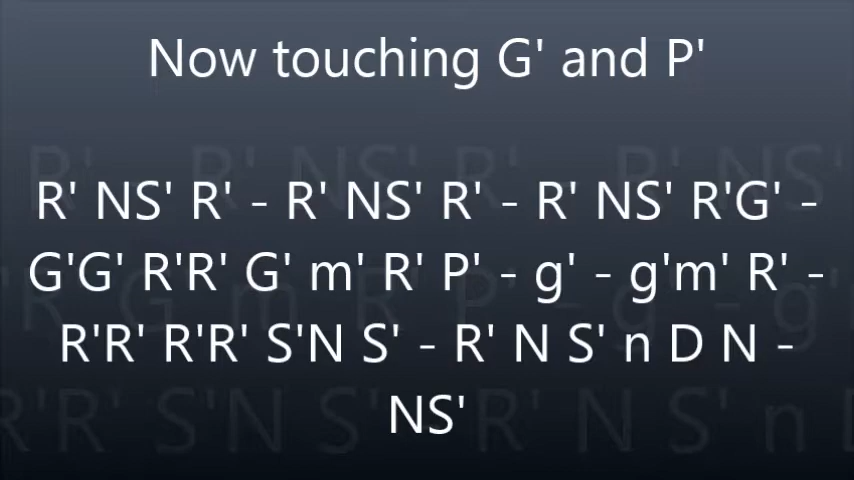 Now touching G' and P'
R' NS' R' - R' NS' R' - R' NS' R'G' -
G'G' R'R' G' m' R' P' - g' - g'm' R' -
R'R' R'R' S'N S' - R' N S' n D N -
NS'